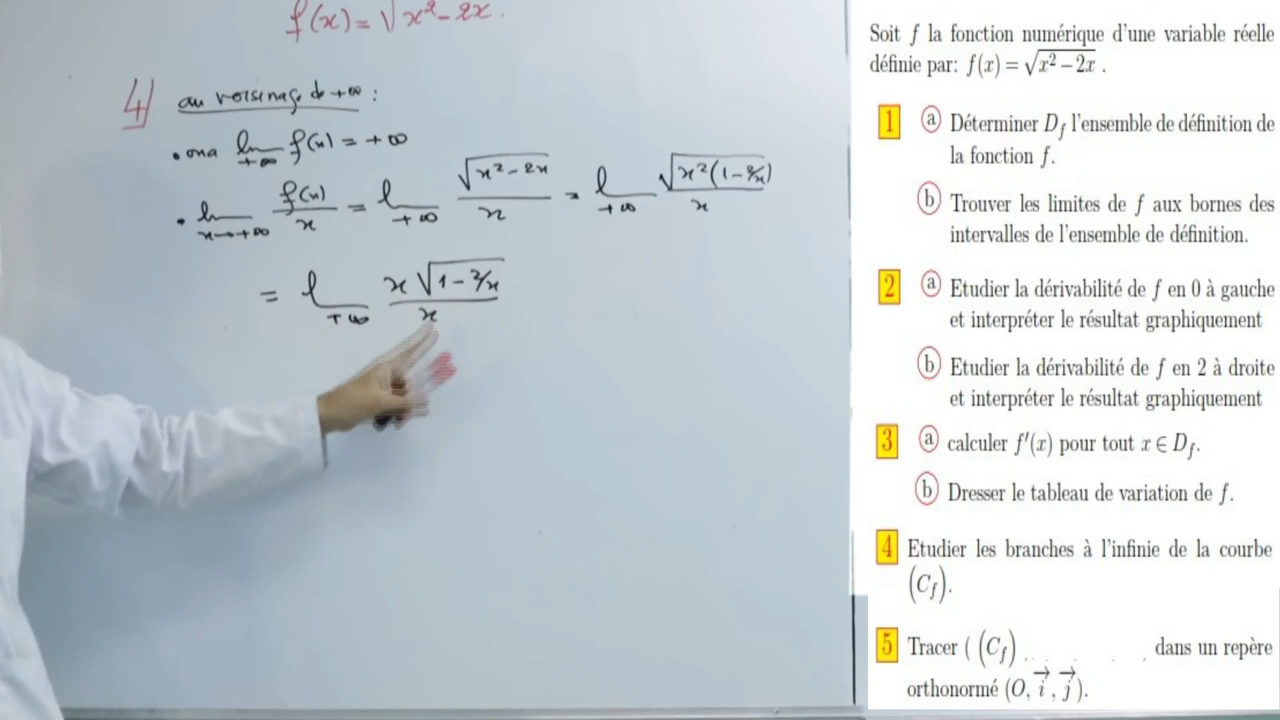 f(x) = √x² - 2x.
4) au voisinage de +∞ :
• ona lim f(x) = +∞
+∞
• lim f(x)/x = l √x² - 2x / x = l √x²(1 - 2/x) / x
x→+∞ +∞ +∞
= l x √1 - 2/x / x
+∞
Soit f la fonction numérique d'une variable réelle
définie par: f(x) = √x² − 2x .
1 a Déterminer D_f l'ensemble de définition de
la fonction f.
b Trouver les limites de f aux bornes des
intervalles de l'ensemble de définition.
2 a Etudier la dérivabilité de f en 0 à gauche
et interpréter le résultat graphiquement
b Etudier la dérivabilité de f en 2 à droite
et interpréter le résultat graphiquement
3 a calculer f′(x) pour tout x ∈ D_f.
b Dresser le tableau de variation de f.
4 Etudier les branches à l'infinie de la courbe
(C_f).
5 Tracer ( (C_f) dans un repère
orthonormé (O, i⃗, j⃗).